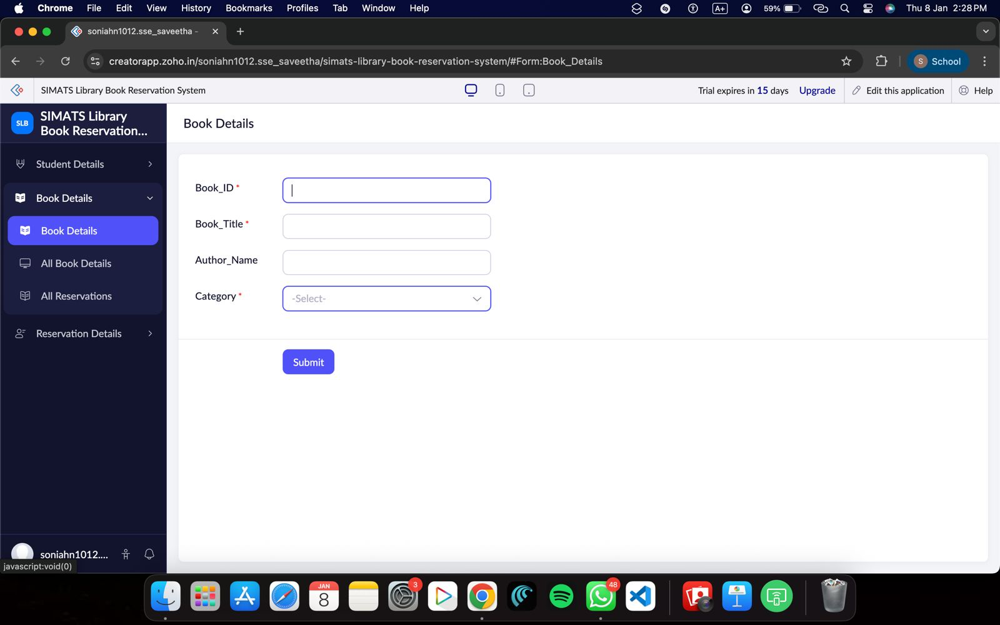 Chrome File Edit View History Bookmarks Profiles Tab Window Help A+ 59% Thu 8 Jan 2:28 PM
soniahn1012.sse_saveetha -
creatorapp.zoho.in/soniahn1012.sse_saveetha/simats-library-book-reservation-system/#Form:Book_Details S School
SIMATS Library Book Reservation System Trial expires in 15 days Upgrade Edit this application Help
SLB SIMATS Library
Book Reservation...
Book Details
Student Details
Book Details
Book Details
All Book Details
All Reservations
Reservation Details
Book_ID *
Book_Title *
Author_Name
Category * -Select-
Submit
soniahn1012....
javascript:void(0)
JAN
8
3
48